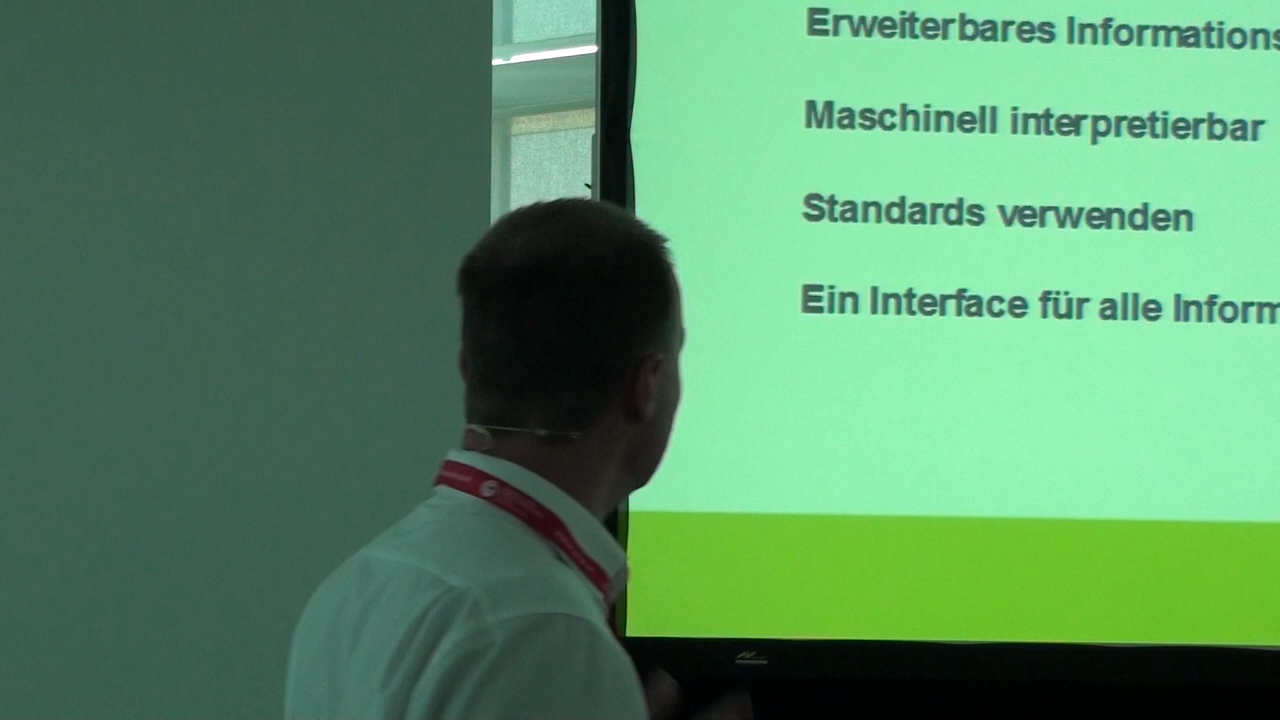 Erweiterbares Informations
Maschinell interpretierbar
Standards verwenden
Ein Interface für alle Inform